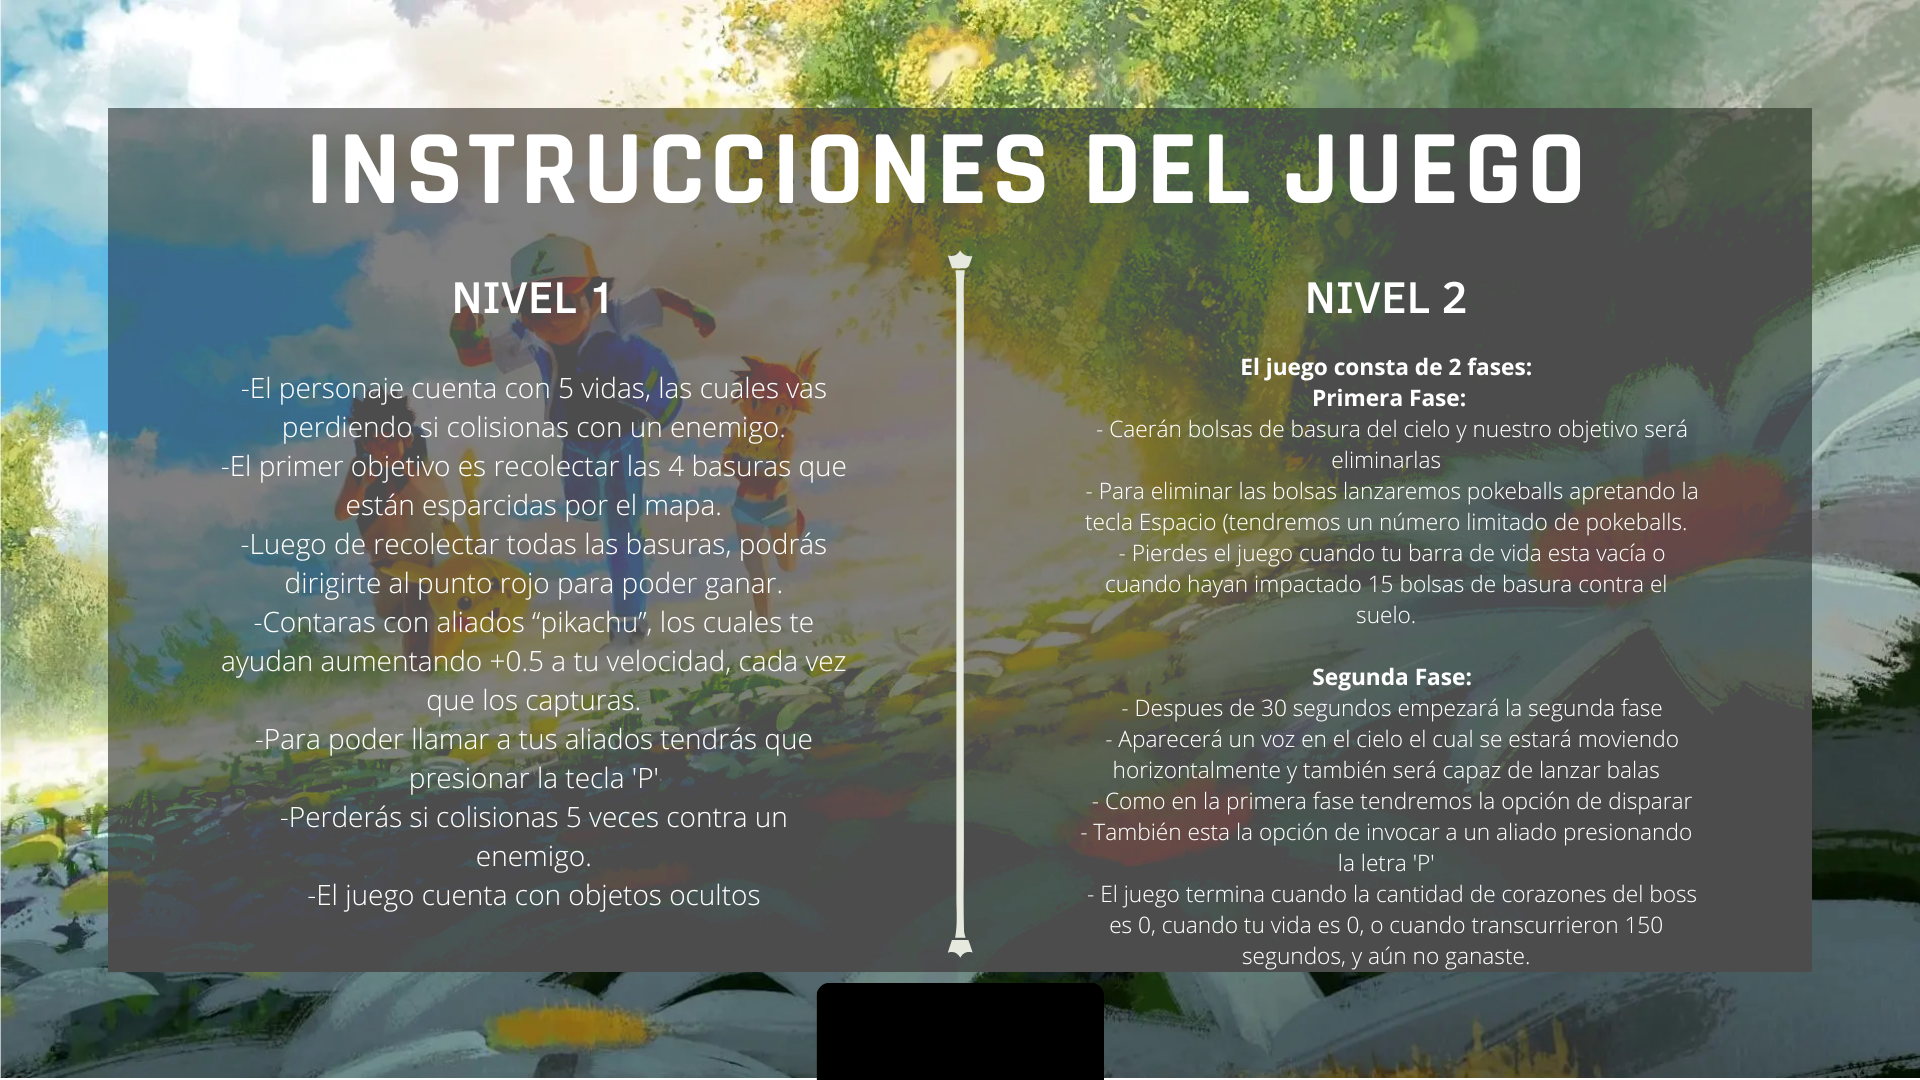 INSTRUCCIONES DEL JUEGO
NIVEL 1
-El personaje cuenta con 5 vidas, las cuales vas
perdiendo si colisionas con un enemigo.
-El primer objetivo es recolectar las 4 basuras que
están esparcidas por el mapa.
-Luego de recolectar todas las basuras, podrás
dirigirte al punto rojo para poder ganar.
-Contaras con aliados “pikachu”, los cuales te
ayudan aumentando +0.5 a tu velocidad, cada vez
que los capturas.
-Para poder llamar a tus aliados tendrás que
presionar la tecla 'P'
-Perderás si colisionas 5 veces contra un
enemigo.
-El juego cuenta con objetos ocultos
NIVEL 2
El juego consta de 2 fases:
Primera Fase:
- Caerán bolsas de basura del cielo y nuestro objetivo será
eliminarlas
- Para eliminar las bolsas lanzaremos pokeballs apretando la
tecla Espacio (tendremos un número limitado de pokeballs.
- Pierdes el juego cuando tu barra de vida esta vacía o
cuando hayan impactado 15 bolsas de basura contra el
suelo.
Segunda Fase:
- Despues de 30 segundos empezará la segunda fase
- Aparecerá un voz en el cielo el cual se estará moviendo
horizontalmente y también será capaz de lanzar balas
- Como en la primera fase tendremos la opción de disparar
- También esta la opción de invocar a un aliado presionando
la letra 'P'
- El juego termina cuando la cantidad de corazones del boss
es 0, cuando tu vida es 0, o cuando transcurrieron 150
segundos, y aún no ganaste.